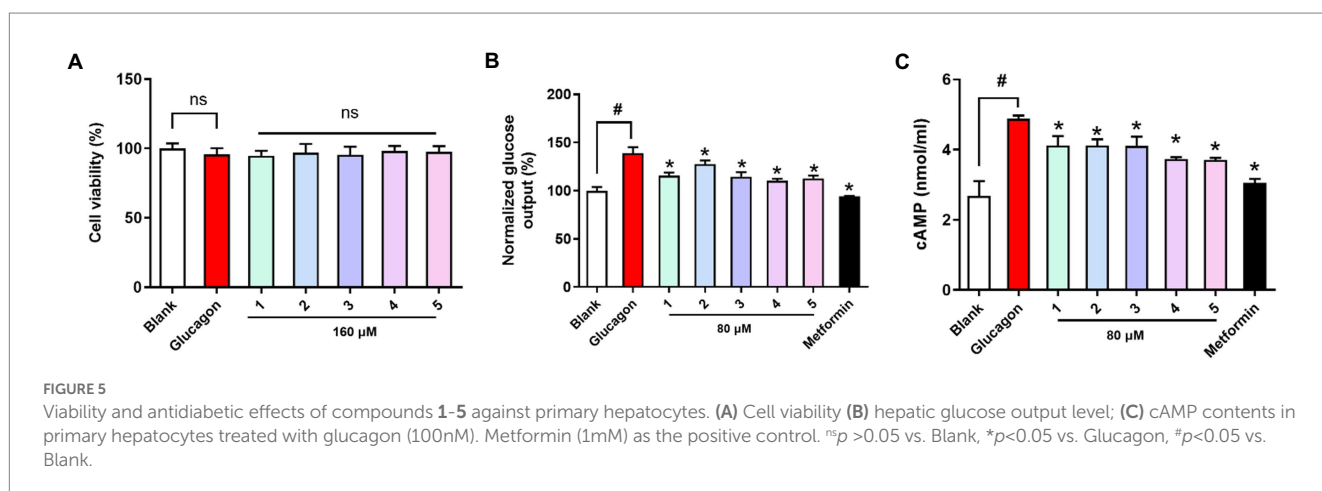 A
Cell viability (%)
150
100
50
0
ns
ns
Blank
Glucagon
1
2
3
4
5
160 µM
B
Normalized glucose
output (%)
200
150
100
50
0
#
*
*
*
*
*
*
Blank
Glucagon
1
2
3
4
5
Metformin
80 µM
C
cAMP (nmol/ml)
6
4
2
0
#
*
*
*
*
*
*
Blank
Glucagon
1
2
3
4
5
Metformin
80 µM
FIGURE 5
Viability and antidiabetic effects of compounds 1-5 against primary hepatocytes. (A) Cell viability (B) hepatic glucose output level; (C) cAMP contents in
primary hepatocytes treated with glucagon (100nM). Metformin (1mM) as the positive control. nsp >0.05 vs. Blank, *p<0.05 vs. Glucagon, #p<0.05 vs.
Blank.